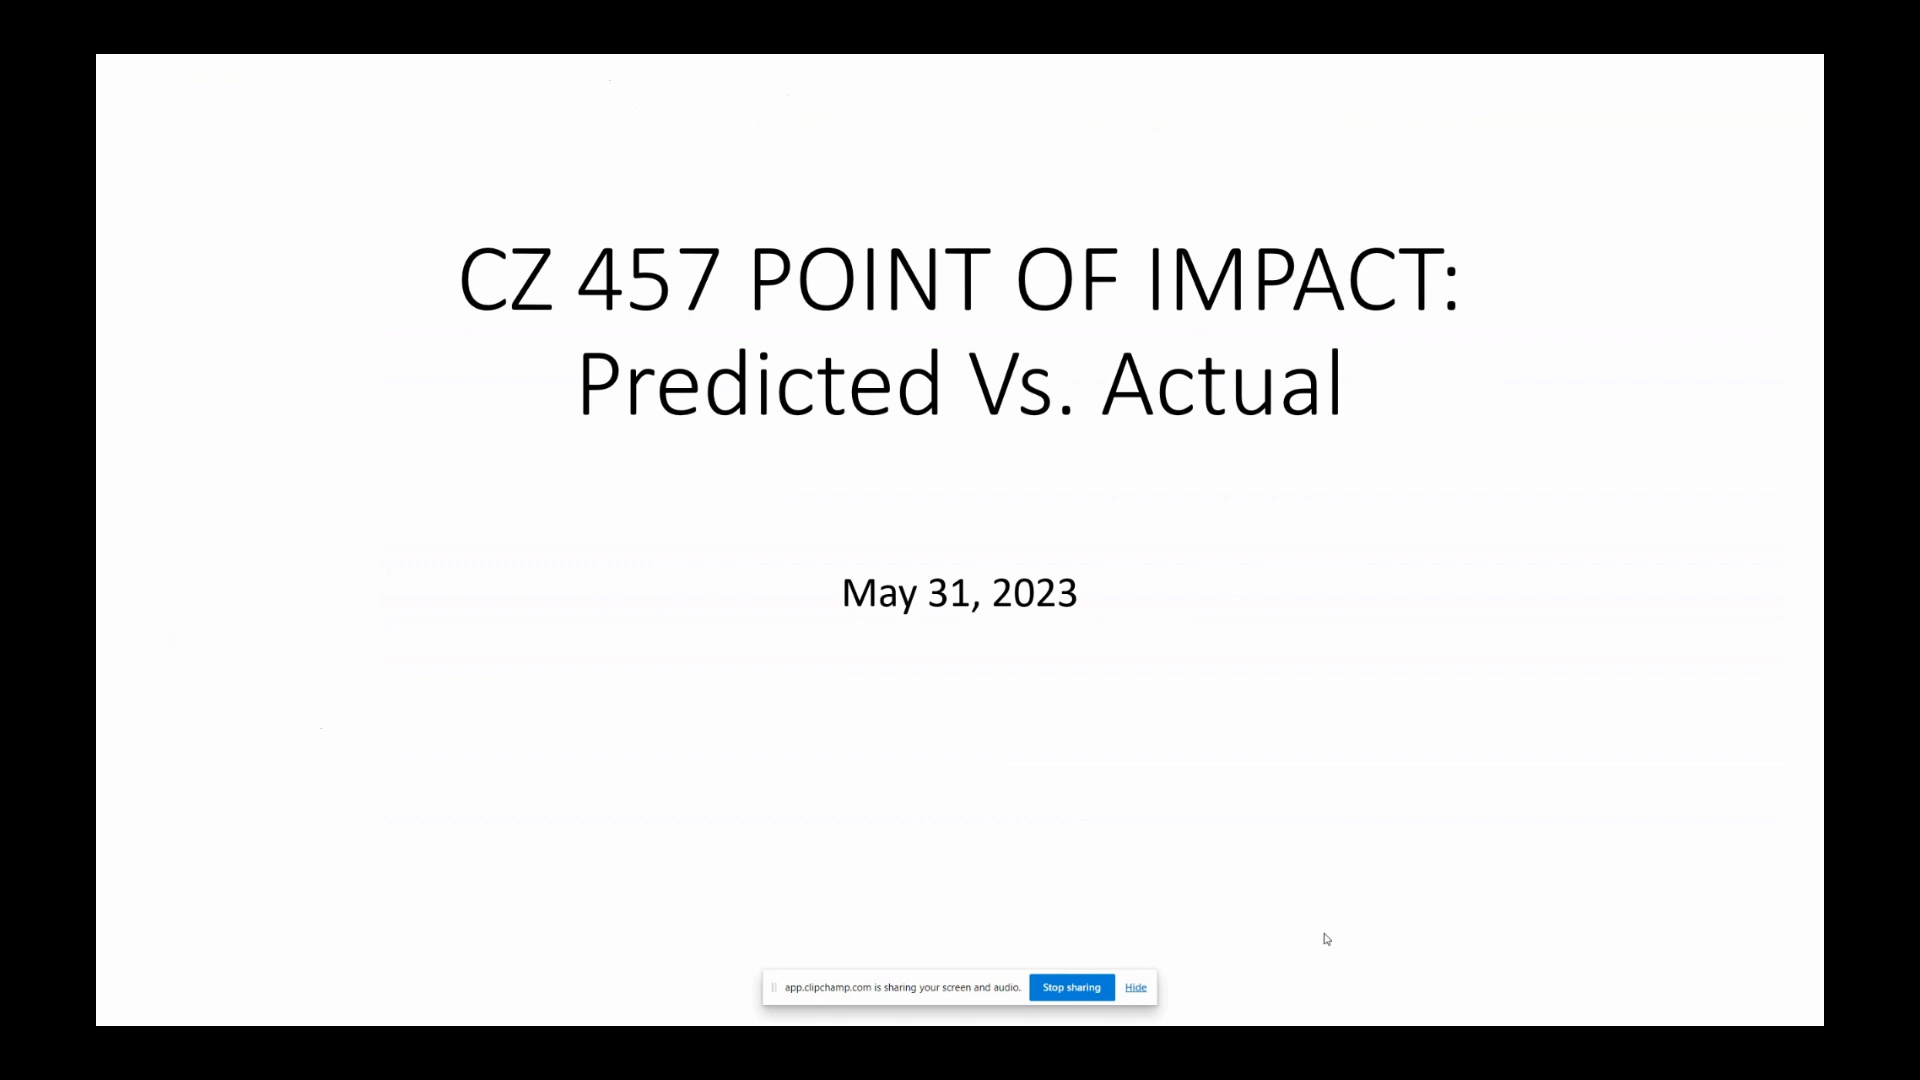 CZ 457 POINT OF IMPACT:
Predicted Vs. Actual
May 31, 2023
app.clipchamp.com is sharing your screen and audio. Stop sharing Hide